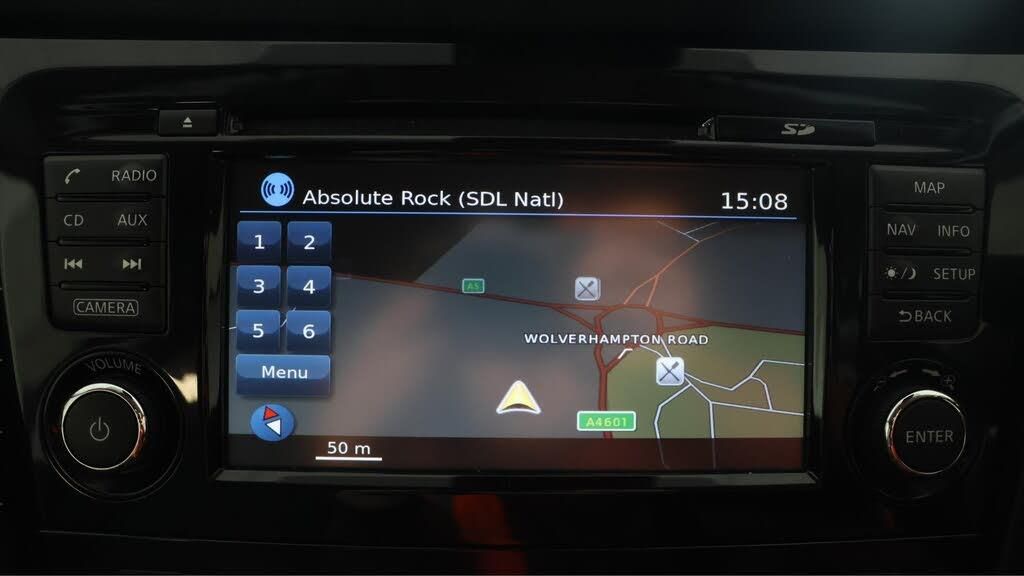 RADIO
CD AUX
CAMERA
VOLUME
SD
Absolute Rock (SDL Natl) 15:08
1 2
3 4
5 6
Menu
50 m
A5
WOLVERHAMPTON ROAD
A4601
MAP
NAV INFO
SETUP
BACK
ENTER